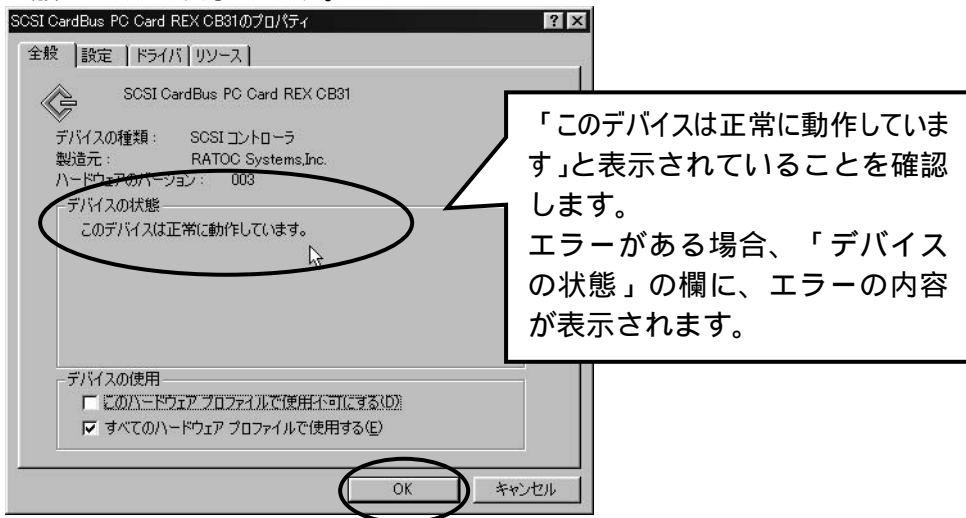 SCSI CardBus PC Card REX CB31のプロパティ
全般 設定 ドライバ リソース
SCSI CardBus PC Card REX CB31
デバイスの種類： SCSI コントローラ
製造元： RATOC Systems,Inc.
ハードウェアのバージョン： 003
デバイスの状態
このデバイスは正常に動作しています。
「このデバイスは正常に動作していま
す」と表示されていることを確認
します。
エラーがある場合、「デバイス
の状態」の欄に、エラーの内容
が表示されます。
デバイスの使用
このハードウェア プロファイルで使用不可にする(D)
すべてのハードウェア プロファイルで使用する(E)
OK キャンセル